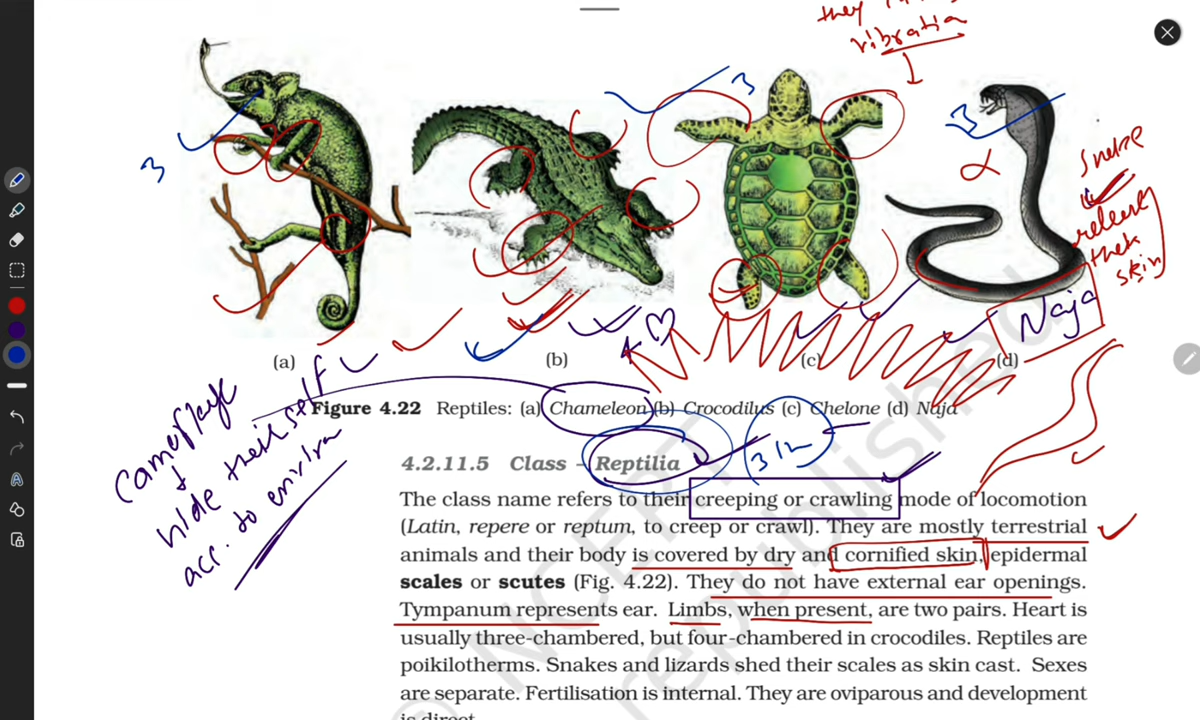 they
vibratia
3
3
3
Snake
release
their
skin
Naja
(a)
(b)
(c)
(d)
Camoflage
hide their self
acc. to
Figure 4.22 Reptiles: (a) Chameleon (b) Crocodilus (c) Chelone (d) Naja
4.2.11.5 Class – Reptilia
The class name refers to their creeping or crawling mode of locomotion
(Latin, repere or reptum, to creep or crawl). They are mostly terrestrial
animals and their body is covered by dry and cornified skin, epidermal
scales or scutes (Fig. 4.22). They do not have external ear openings.
Tympanum represents ear. Limbs, when present, are two pairs. Heart is
usually three-chambered, but four-chambered in crocodiles. Reptiles are
poikilotherms. Snakes and lizards shed their scales as skin cast. Sexes
are separate. Fertilisation is internal. They are oviparous and development
is direct.